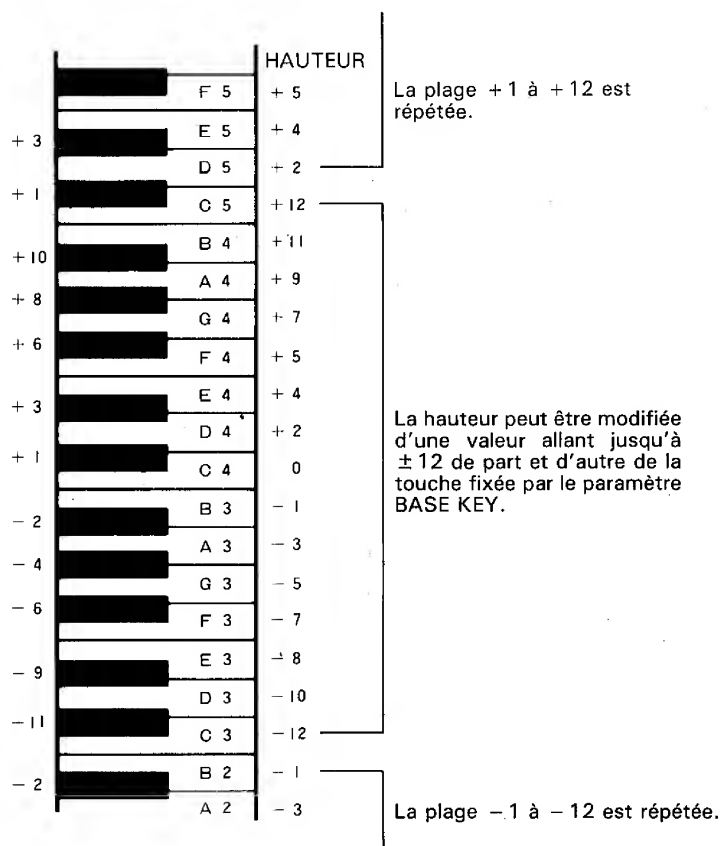 HAUTEUR
F 5 + 5
E 5 + 4
+ 3
D 5 + 2
+ 1
C 5 + 12
B 4 + 11
+ 10
A 4 + 9
+ 8
G 4 + 7
+ 6
F 4 + 5
E 4 + 4
+ 3
D 4 + 2
+ 1
C 4 0
B 3 − 1
− 2
A 3 − 3
− 4
G 3 − 5
− 6
F 3 − 7
E 3 − 8
− 9
D 3 − 10
− 11
C 3 − 12
B 2 − 1
− 2
A 2 − 3
La plage + 1 à + 12 est
répétée.
La hauteur peut être modifiée
d'une valeur allant jusqu'à
± 12 de part et d'autre de la
touche fixée par le paramètre
BASE KEY.
La plage − 1 à − 12 est répétée.